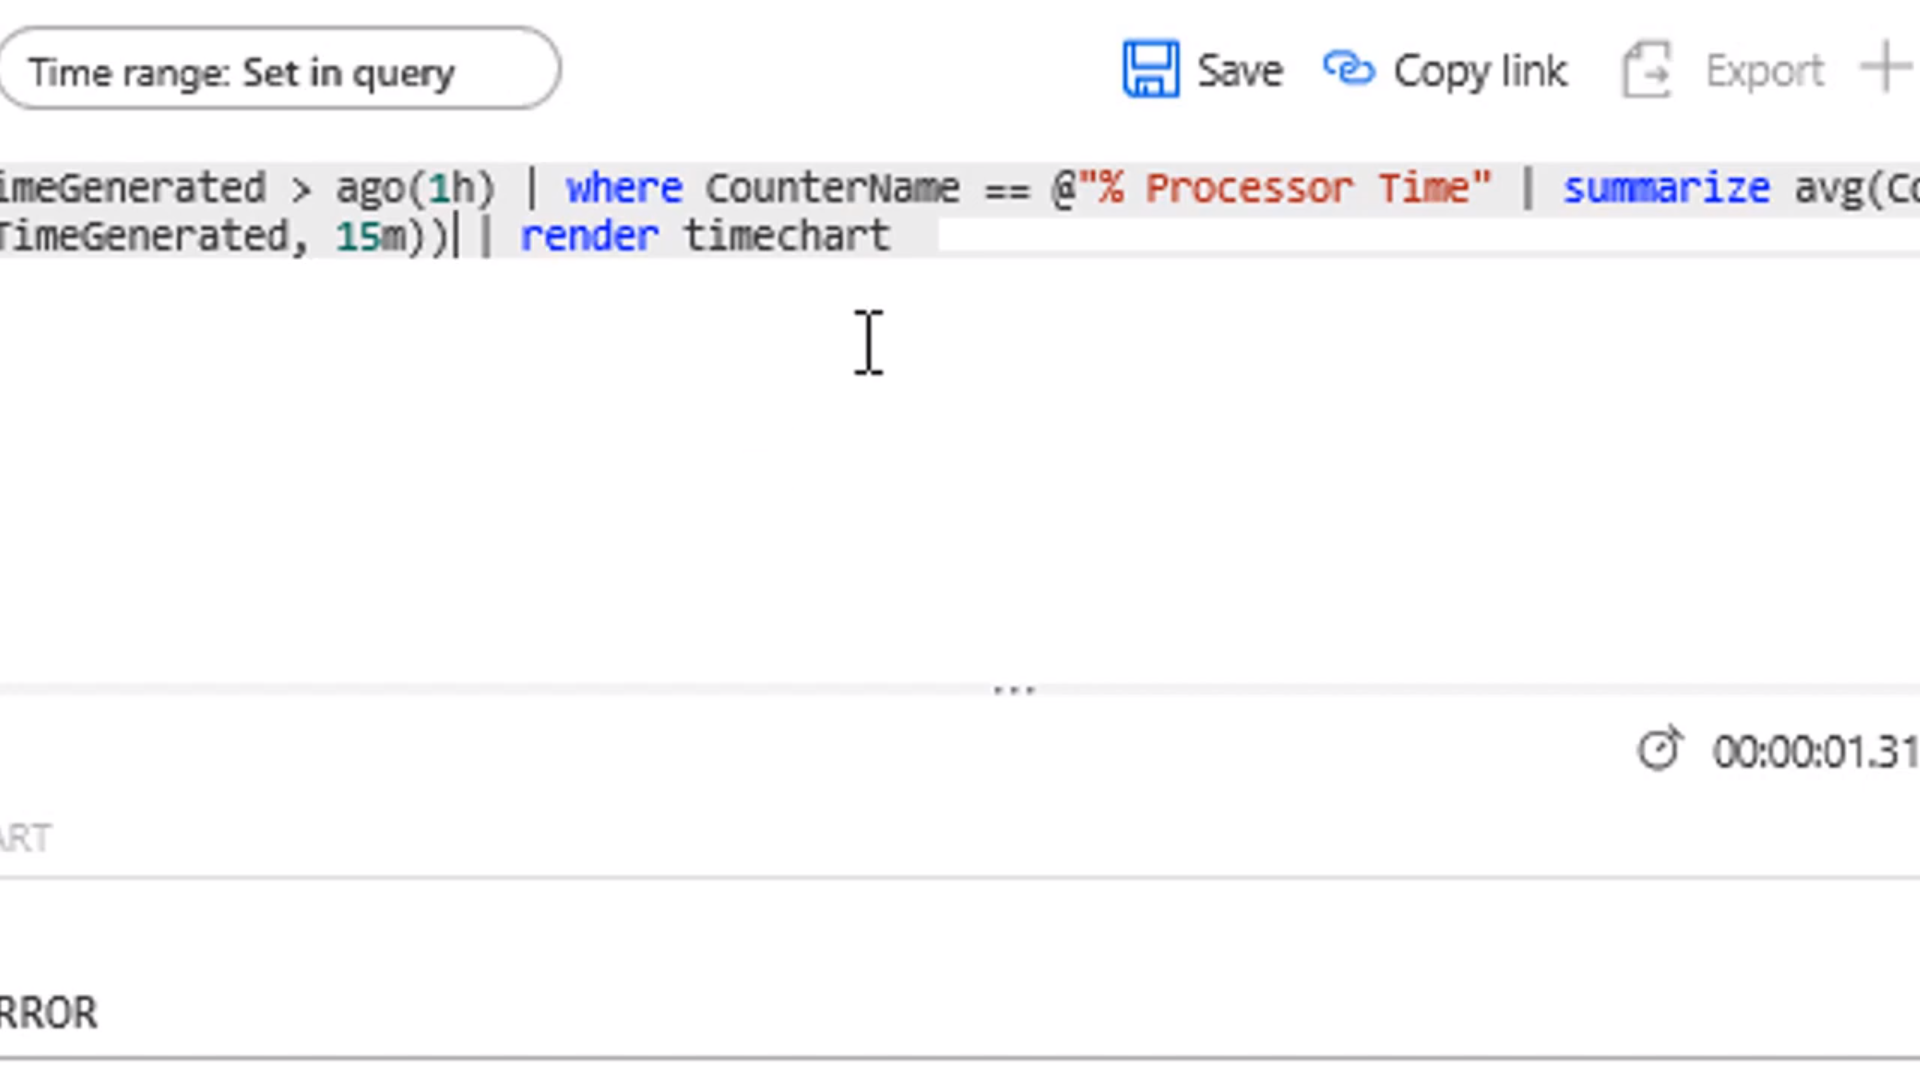 Time range: Set in query Save Copy link Export
imeGenerated > ago(1h) | where CounterName == @"% Processor Time" | summarize avg(Co
TimeGenerated, 15m)) | render timechart
00:00:01.31
ART
RROR